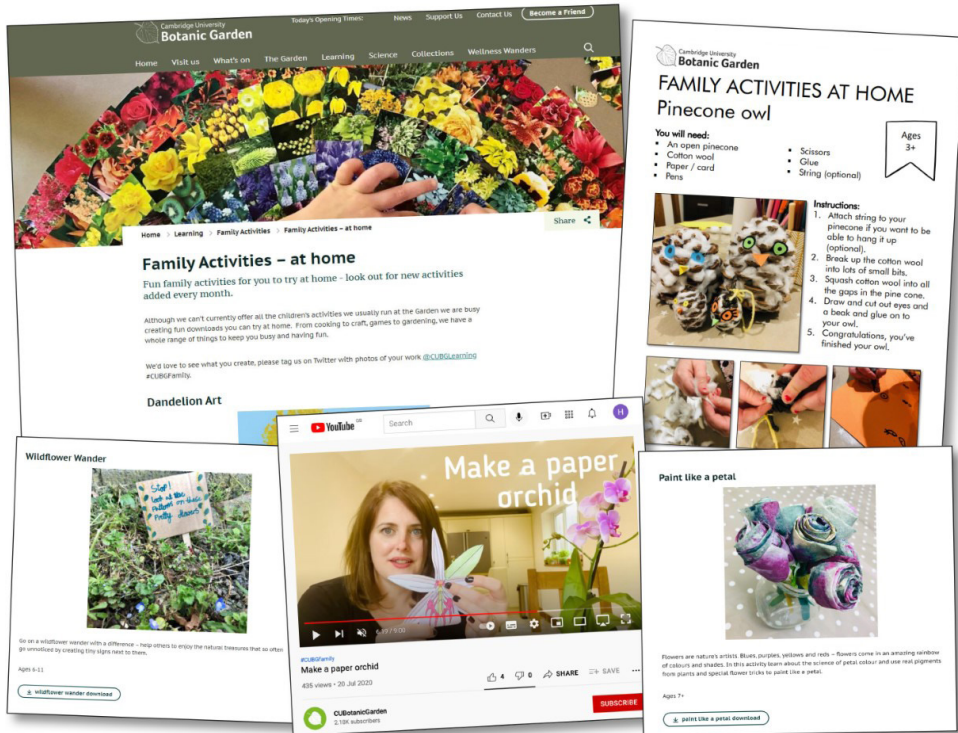 Cambridge University
Botanic Garden
Today's Opening Times:
News
Support Us
Contact Us
Become a Friend
Home
Visit us
What's on
The Garden
Learning
Science
Collections
Wellness Wanders
Share
Home > Learning > Family Activities > Family Activities – at home
Family Activities – at home
Fun family activities for you to try at home - look out for new activities
added every month.
Although we can't currently offer all the children's activities we usually run at the Garden we are busy
creating fun downloads you can try at home. From cooking to craft, games to gardening, we have a
whole range of things to keep you busy and having fun.
We'd love to see what you create, please tag us on Twitter with photos of your work @CUBGLearning
#CUBGFamily.
Dandelion Art
Cambridge University
Botanic Garden
FAMILY ACTIVITIES AT HOME
Pinecone owl
Ages
3+
You will need:
▪ An open pinecone
▪ Cotton wool
▪ Paper / card
▪ Pens
▪ Scissors
▪ Glue
▪ String (optional)
Instructions:
1. Attach string to your
pinecone if you want to be
able to hang it up
(optional).
2. Break up the cotton wool
into lots of small bits.
3. Squash cotton wool into all
the gaps in the pine cone.
4. Draw and cut out eyes and
a beak and glue on to
your owl.
5. Congratulations, you've
finished your owl.
Wildflower Wander
Stop!
Look at the
on these
Pretty
Go on a wildflower wander with a difference – help others to enjoy the natural treasures that so often
go unnoticed by creating tiny signs next to them.
Ages 6-11
wildflower wander download
YouTube GB
Search
H
Make a paper
orchid
/ 5:00
#CUBGFamily
Make a paper orchid
435 views • 20 Jul 2020
4
0
SHARE
SAVE
CUBotanicGarden
2.18K subscribers
SUBSCRIBE
Paint like a petal
Flowers are nature's artists. Blues, purples, yellows and reds – flowers come in an amazing rainbow
of colours and shades. In this activity learn about the science of petal colour and use real pigments
from plants and special flower tricks to paint like a petal.
Ages 7+
paint like a petal download